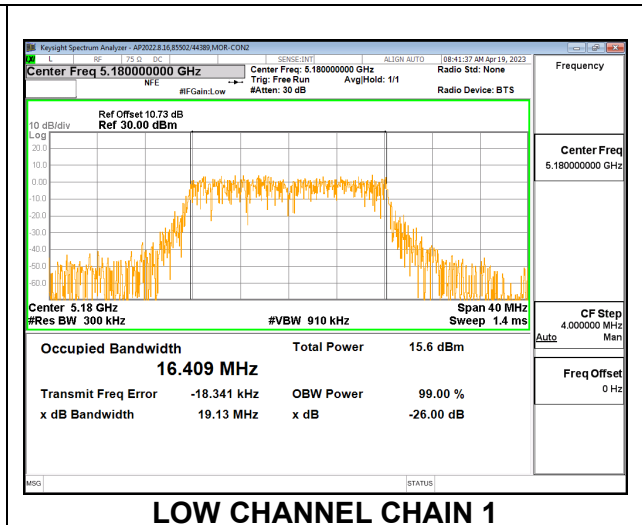 Keysight Spectrum Analyzer - AP2022.8.16,85502/44389,MOR-CON2
L RF 75 Ω DC SENSE:INT ALIGN AUTO 08:41:37 AM Apr 19, 2023
Center Freq 5.180000000 GHz
NFE
#IFGain:Low
Center Freq: 5.180000000 GHz
Trig: Free Run Avg|Hold: 1/1
#Atten: 30 dB
Radio Std: None
Radio Device: BTS
Frequency
Ref Offset 10.73 dB
10 dB/div Ref 30.00 dBm
Log
20.0
10.0
0.00
-10.0
-20.0
-30.0
-40.0
-50.0
-60.0
Center 5.18 GHz Span 40 MHz
#Res BW 300 kHz #VBW 910 kHz Sweep 1.4 ms
Occupied Bandwidth Total Power 15.6 dBm
16.409 MHz
Transmit Freq Error -18.341 kHz OBW Power 99.00 %
x dB Bandwidth 19.13 MHz x dB -26.00 dB
Center Freq
5.180000000 GHz
CF Step
4.000000 MHz
Auto Man
Freq Offset
0 Hz
MSG STATUS
LOW CHANNEL CHAIN 1